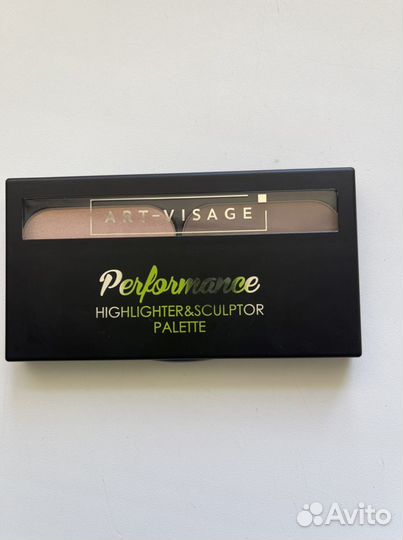 ART-VISAGE
Performance
HIGHLIGHTER&SCULPTOR
PALETTE
Avito